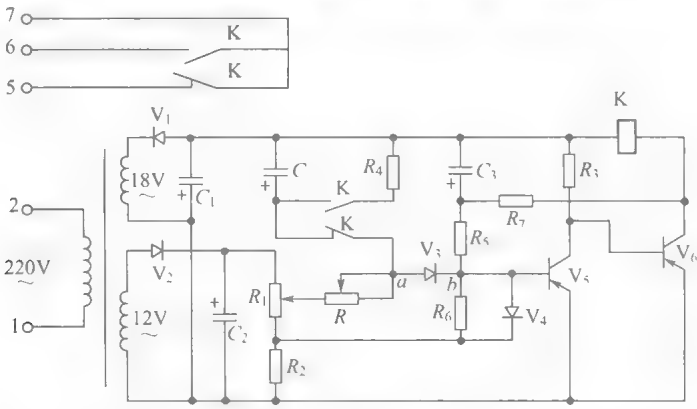 7
K
6
K
5
V₁
K
18V
~
C₁
+
C
+
R₄
C₃
+
R₃
K
K
R₇
2
V₂
R₅
V₃
V₅
V₆
220V
~
12V
~
+
C₂
R₁
R
a
b
R₆
V₄
1
R₂